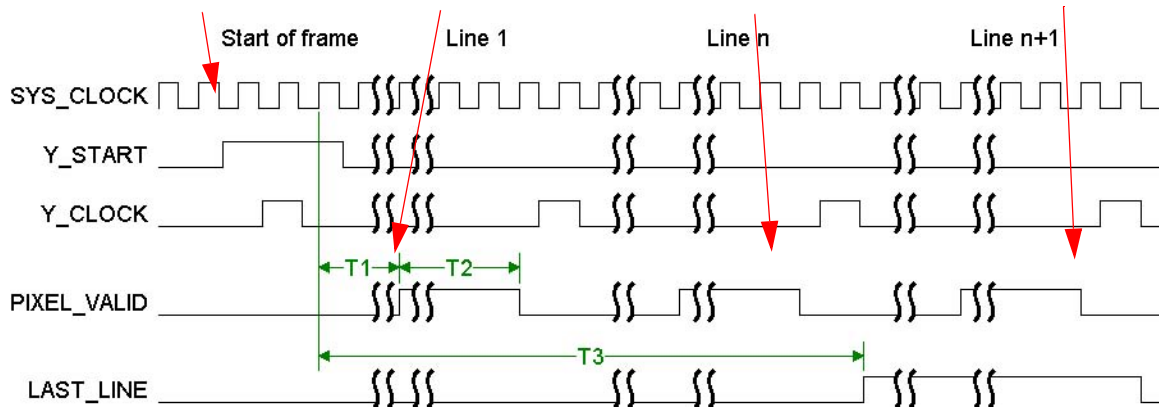 Start of frame Line 1 Line n Line n+1
SYS_CLOCK
Y_START
Y_CLOCK
T1 T2
PIXEL_VALID
T3
LAST_LINE